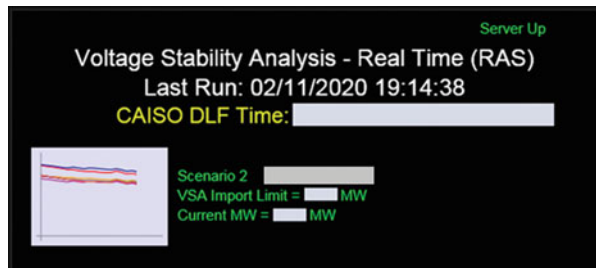 Server Up
Voltage Stability Analysis - Real Time (RAS)
Last Run: 02/11/2020 19:14:38
CAISO DLF Time:
Scenario 2
VSA Import Limit = MW
Current MW = MW